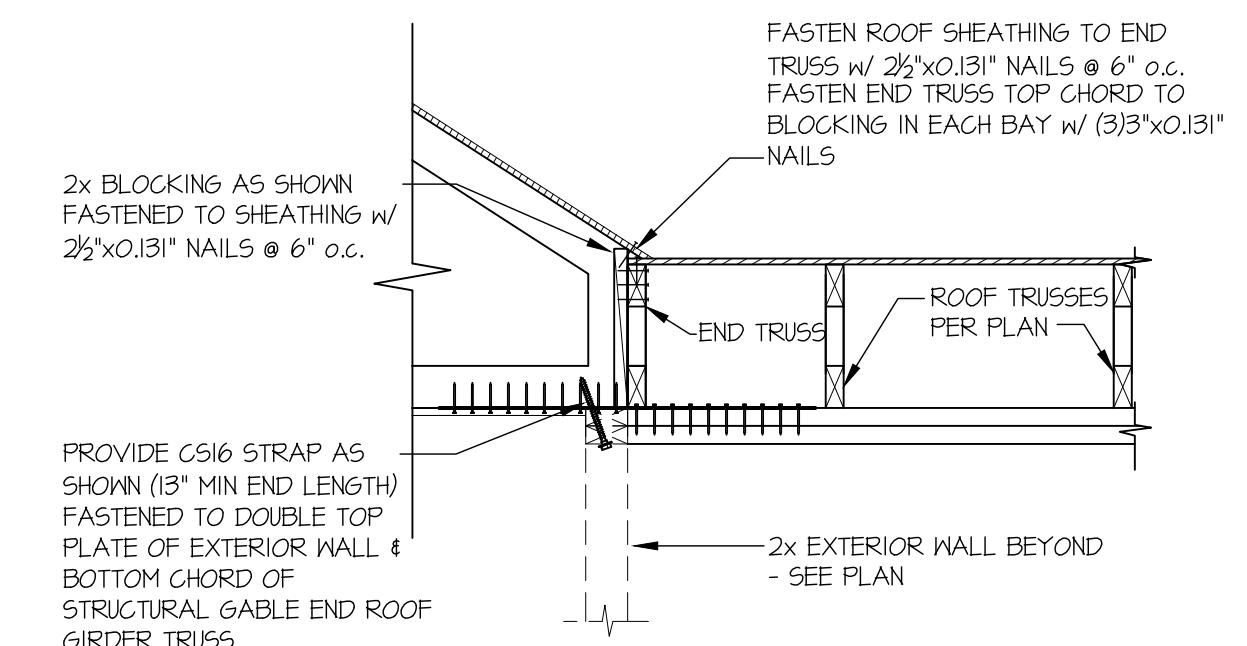 FASTEN ROOF SHEATHING TO END
TRUSS w/ 2½"x0.131" NAILS @ 6" o.c.
FASTEN END TRUSS TOP CHORD TO
BLOCKING IN EACH BAY w/ (3)3"x0.131"
NAILS
2x BLOCKING AS SHOWN
FASTENED TO SHEATHING w/
2½"x0.131" NAILS @ 6" o.c.
ROOF TRUSSES
PER PLAN
END TRUSS
PROVIDE CS16 STRAP AS
SHOWN (13" MIN END LENGTH)
FASTENED TO DOUBLE TOP
PLATE OF EXTERIOR WALL &
BOTTOM CHORD OF
STRUCTURAL GABLE END ROOF
GIRDER TRUSS
2x EXTERIOR WALL BEYOND
- SEE PLAN